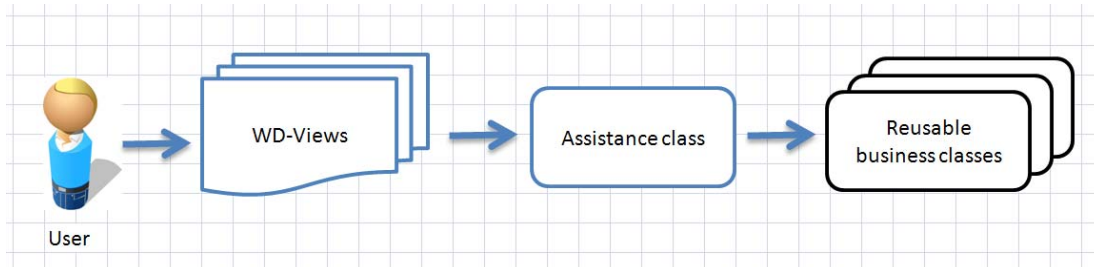 User
WD-Views
Assistance class
Reusable
business classes